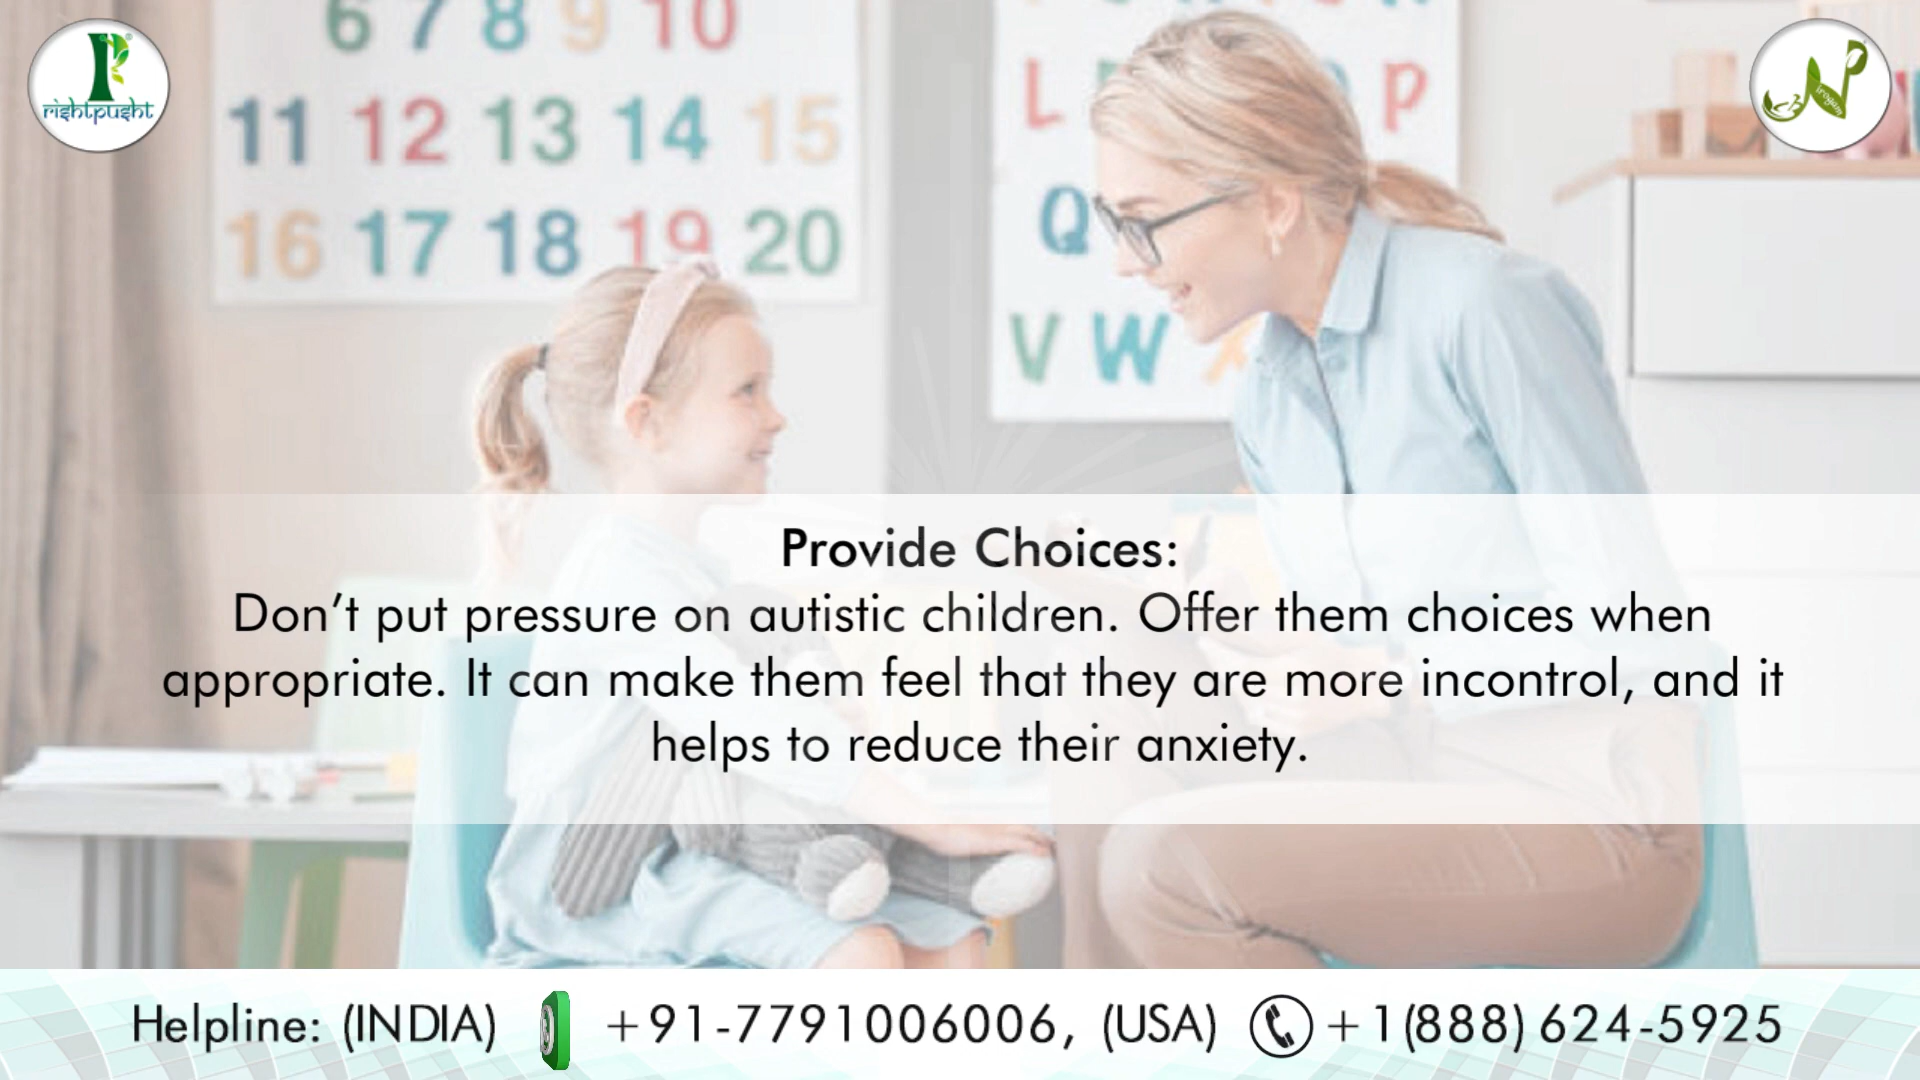 6 7 8 9 10
11 12 13 14 15
16 17 18 19 20
L P
Q
V W
rishtpusht
Provide Choices:
Don’t put pressure on autistic children. Offer them choices when
appropriate. It can make them feel that they are more incontrol, and it
helps to reduce their anxiety.
Helpline: (INDIA) +91-7791006006, (USA) +1(888) 624-5925